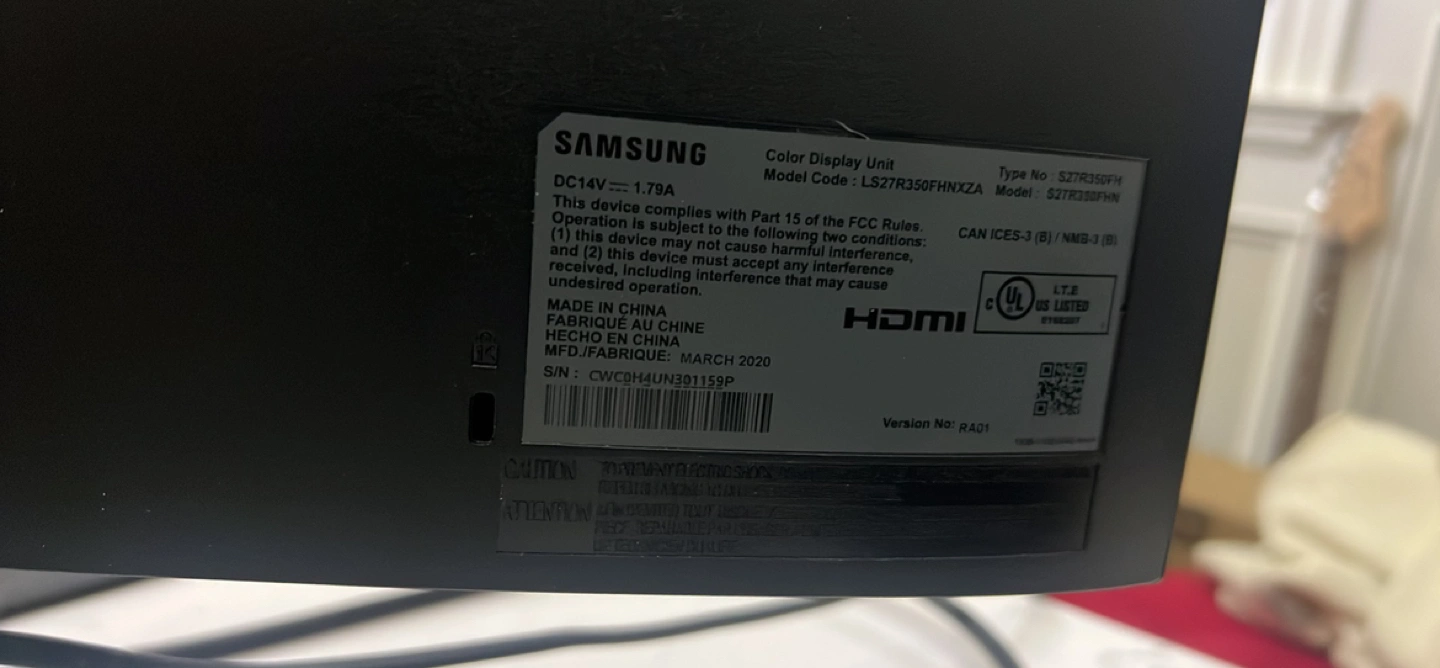 SAMSUNG
Color Display Unit
Model Code : LS27R350FHNXZA
Type No : S27R350FH
Model : S27R350FHN
DC14V 1.79A
This device complies with Part 15 of the FCC Rules.
Operation is subject to the following two conditions:
(1) this device may not cause harmful interference,
and (2) this device must accept any interference
received, including interference that may cause
undesired operation.
CAN ICES-3 (B) / NMB-3 (B)
MADE IN CHINA
FABRIQUÉ AU CHINE
HECHO EN CHINA
MFD./FABRIQUE: MARCH 2020
S/N : CWC0H4UN301159P
HDMI
C UL US LISTED
I.T.E
Version No: RA01
CAUTION
ATTENTION